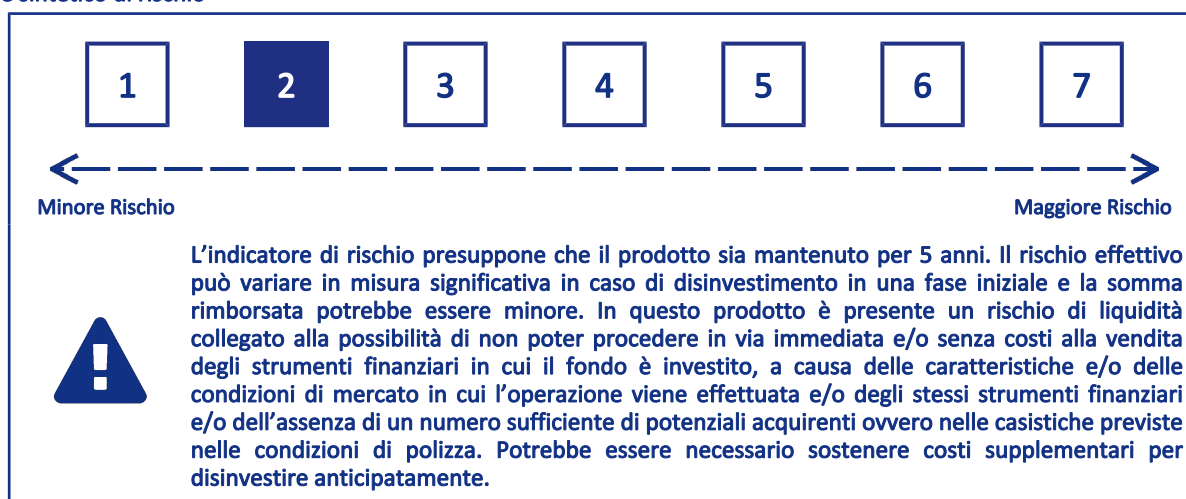 1 2 3 4 5 6 7
Minore Rischio Maggiore Rischio
L'indicatore di rischio presuppone che il prodotto sia mantenuto per 5 anni. Il rischio effettivo
può variare in misura significativa in caso di disinvestimento in una fase iniziale e la somma
rimborsata potrebbe essere minore. In questo prodotto è presente un rischio di liquidità
collegato alla possibilità di non poter procedere in via immediata e/o senza costi alla vendita
degli strumenti finanziari in cui il fondo è investito, a causa delle caratteristiche e/o delle
condizioni di mercato in cui l'operazione viene effettuata e/o degli stessi strumenti finanziari
e/o dell'assenza di un numero sufficiente di potenziali acquirenti ovvero nelle casistiche previste
nelle condizioni di polizza. Potrebbe essere necessario sostenere costi supplementari per
disinvestire anticipatamente.